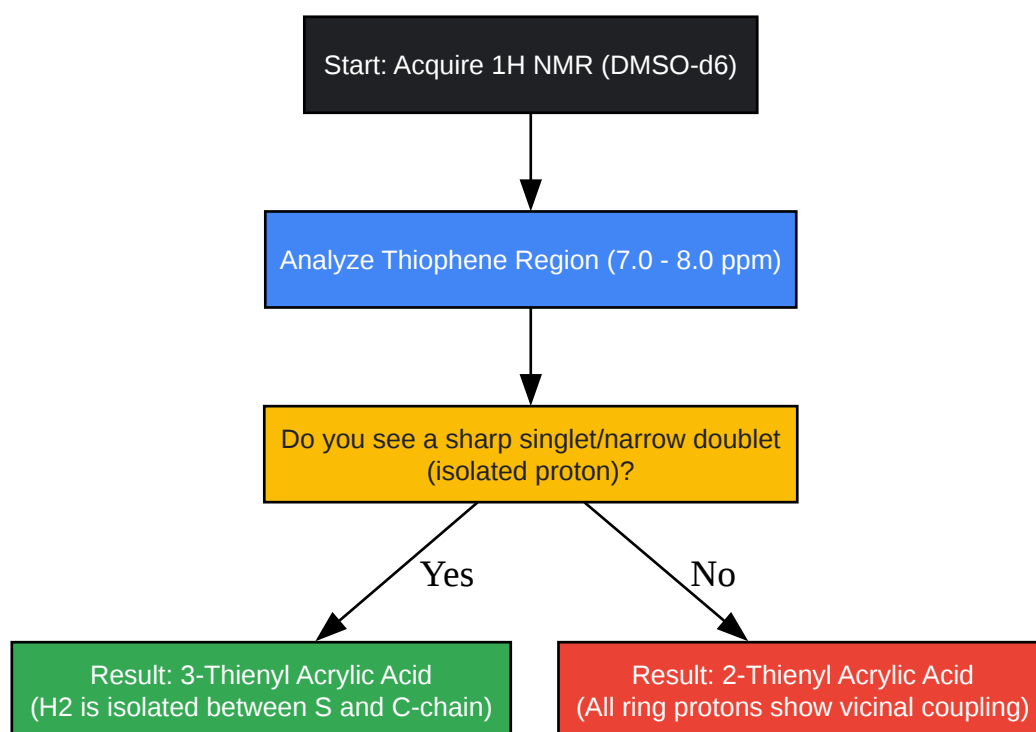 Start: Acquire 1H NMR (DMSO-d6)
Analyze Thiophene Region (7.0 - 8.0 ppm)
Do you see a sharp singlet/narrow doublet
(isolated proton)?
Yes
No
Result: 3-Thienyl Acrylic Acid
(H2 is isolated between S and C-chain)
Result: 2-Thienyl Acrylic Acid
(All ring protons show vicinal coupling)